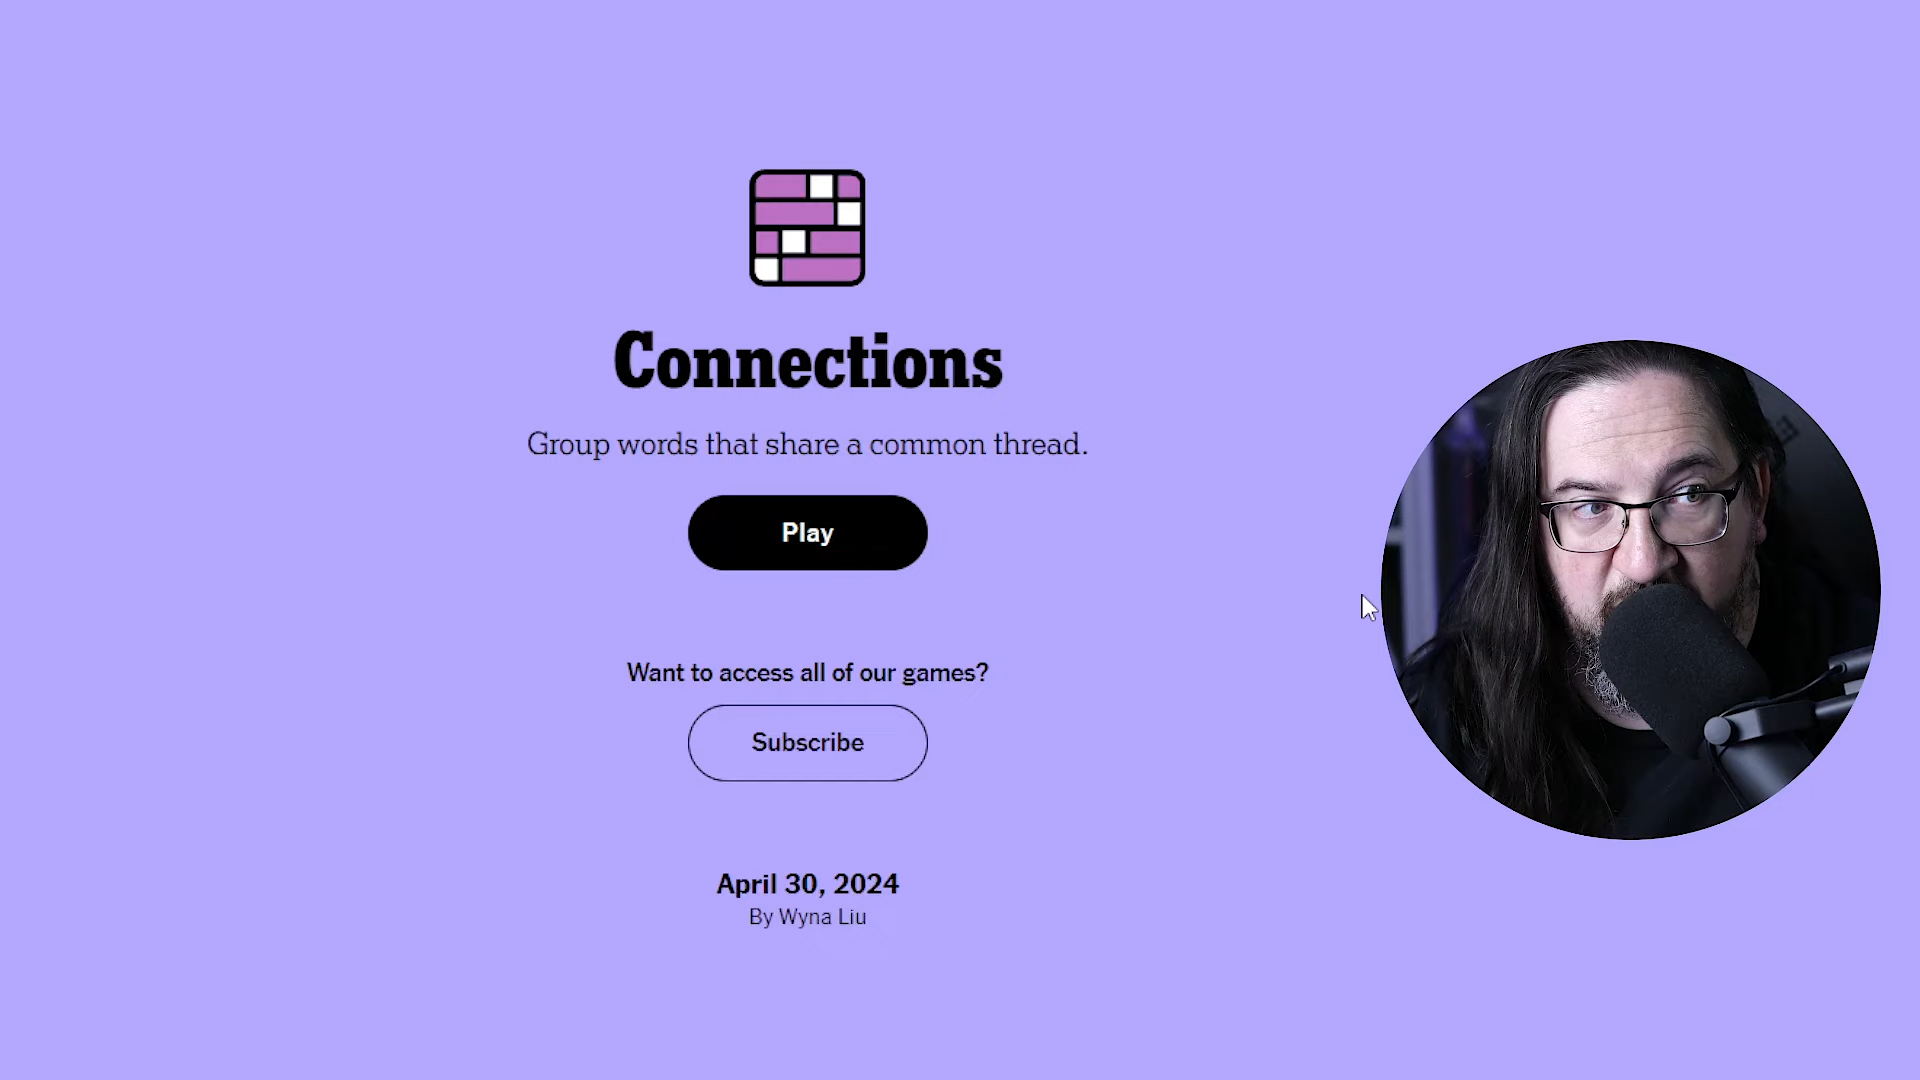 Connections
Group words that share a common thread.
Play
Want to access all of our games?
Subscribe
April 30, 2024
By Wyna Liu